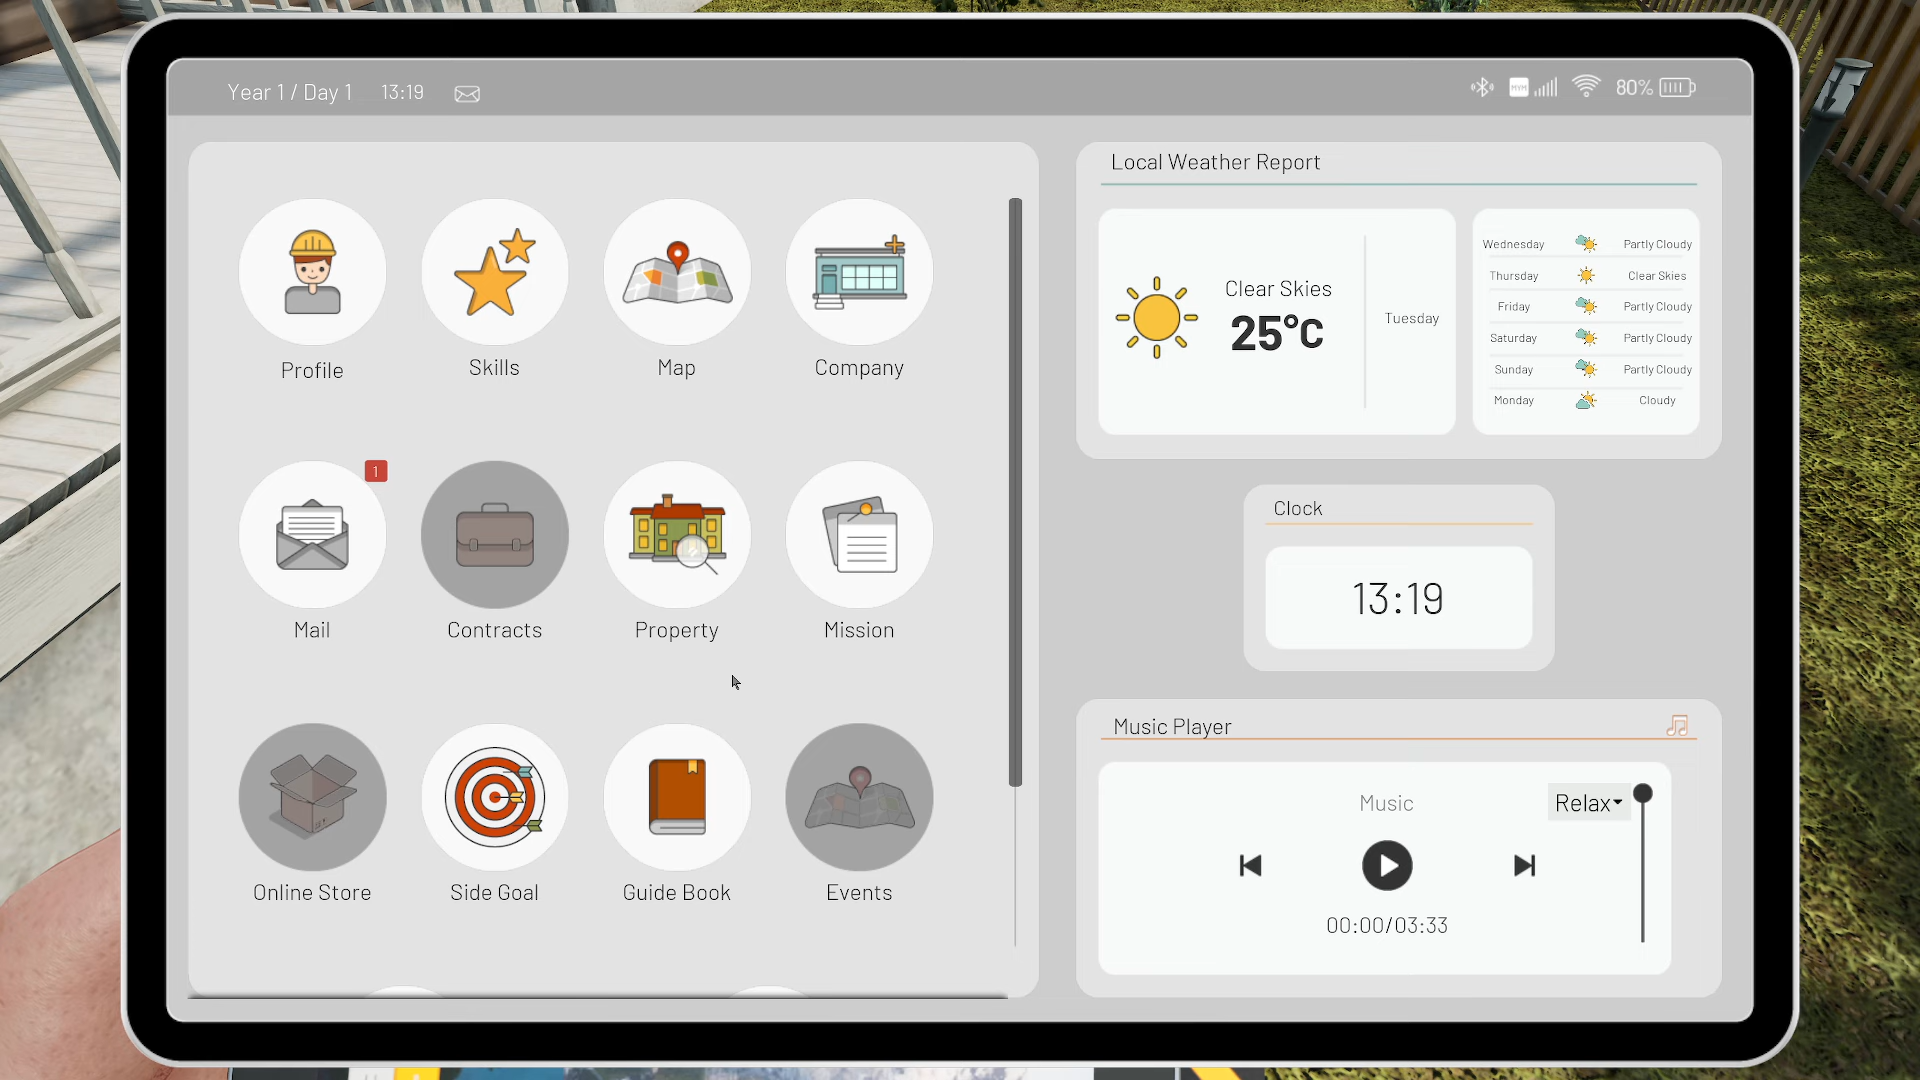 Year 1 / Day 1 13:19
80%
Profile
Skills
Map
Company
1
Mail
Contracts
Property
Mission
Online Store
Side Goal
Guide Book
Events
Local Weather Report
Clear Skies
25°C
Tuesday
Wednesday Partly Cloudy
Thursday Clear Skies
Friday Partly Cloudy
Saturday Partly Cloudy
Sunday Partly Cloudy
Monday Cloudy
Clock
13:19
Music Player
Music
Relax
00:00/03:33